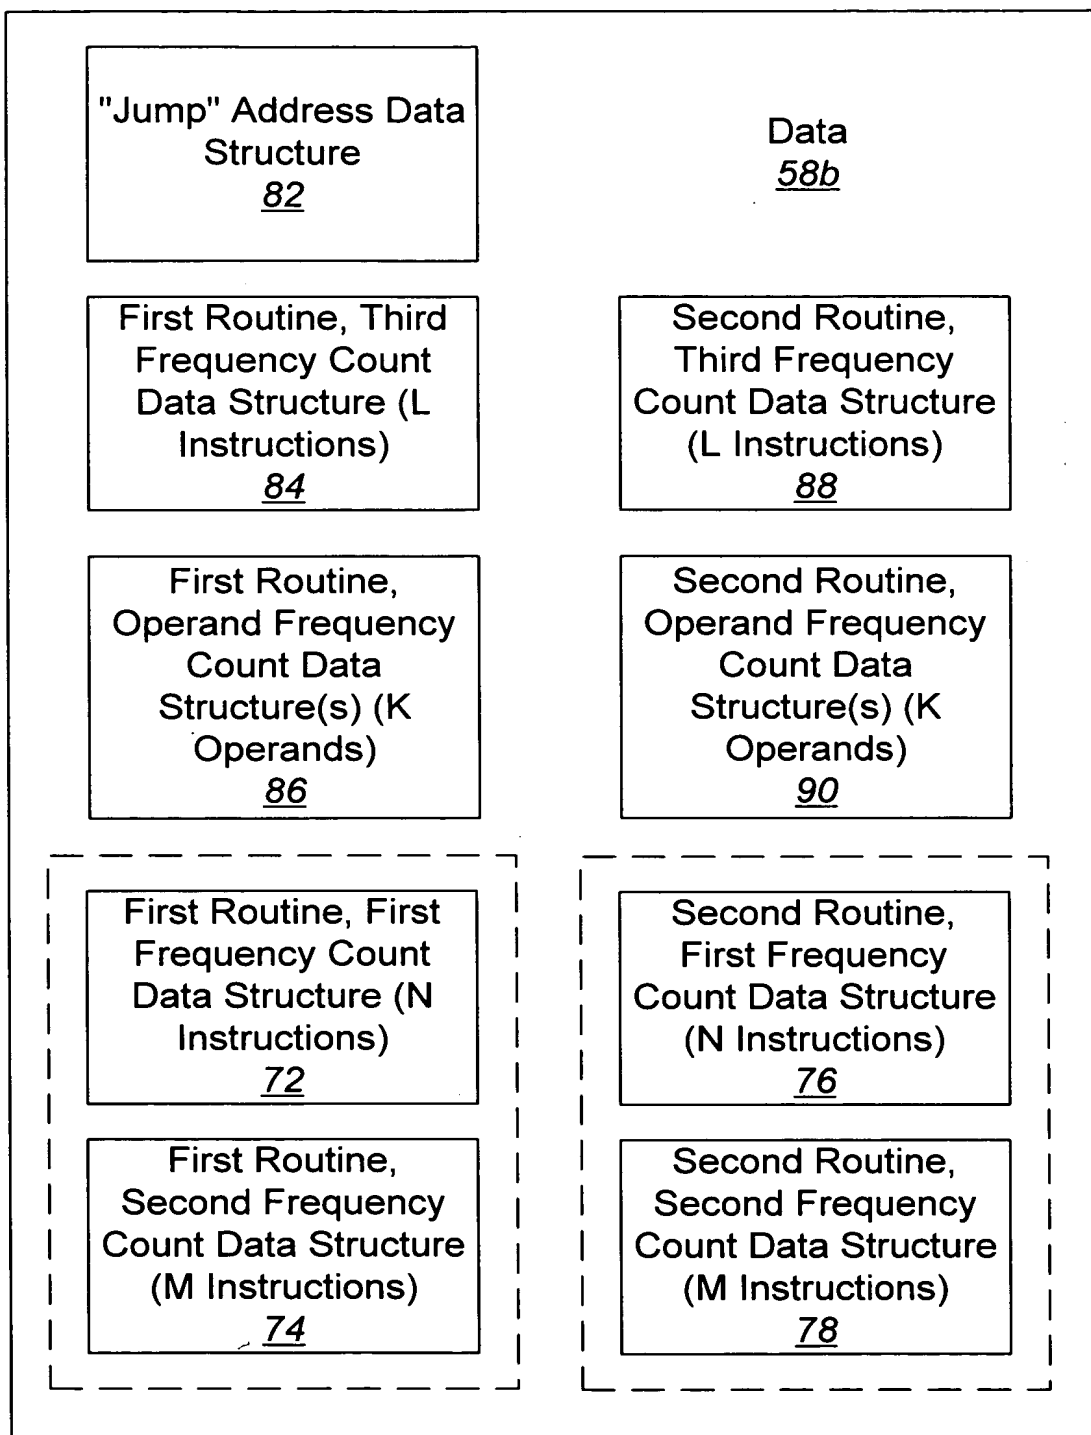 "Jump" Address Data
Structure
82
Data
58b
First Routine, Third
Frequency Count
Data Structure (L
Instructions)
84
Second Routine,
Third Frequency
Count Data Structure
(L Instructions)
88
First Routine,
Operand Frequency
Count Data
Structure(s) (K
Operands)
86
Second Routine,
Operand Frequency
Count Data
Structure(s) (K
Operands)
90
First Routine, First
Frequency Count
Data Structure (N
Instructions)
72
Second Routine,
First Frequency
Count Data Structure
(N Instructions)
76
First Routine,
Second Frequency
Count Data Structure
(M Instructions)
74
Second Routine,
Second Frequency
Count Data Structure
(M Instructions)
78